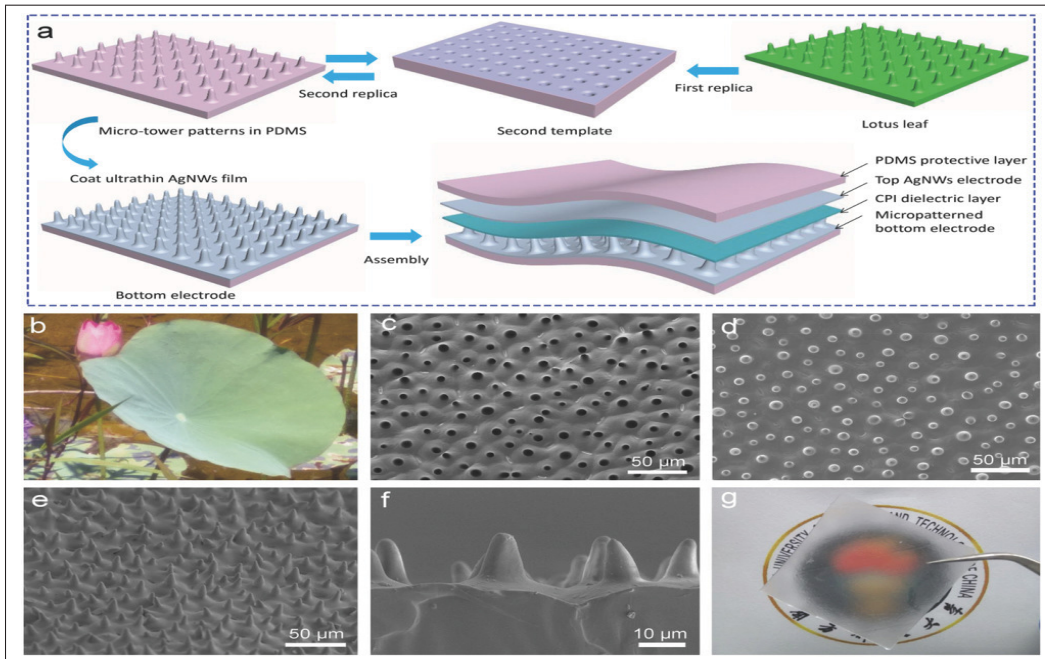 a
Second replica
First replica
Micro-tower patterns in PDMS
Second template
Lotus leaf
Coat ultrathin AgNWs film
PDMS protective layer
Top AgNWs electrode
CPI dielectric layer
Micropatterned
bottom electrode
Assembly
Bottom electrode
b
c
50 µm
d
50 µm
e
50 µm
f
10 µm
g
UNIVERSITY
AND TECHNOLO
CHINA